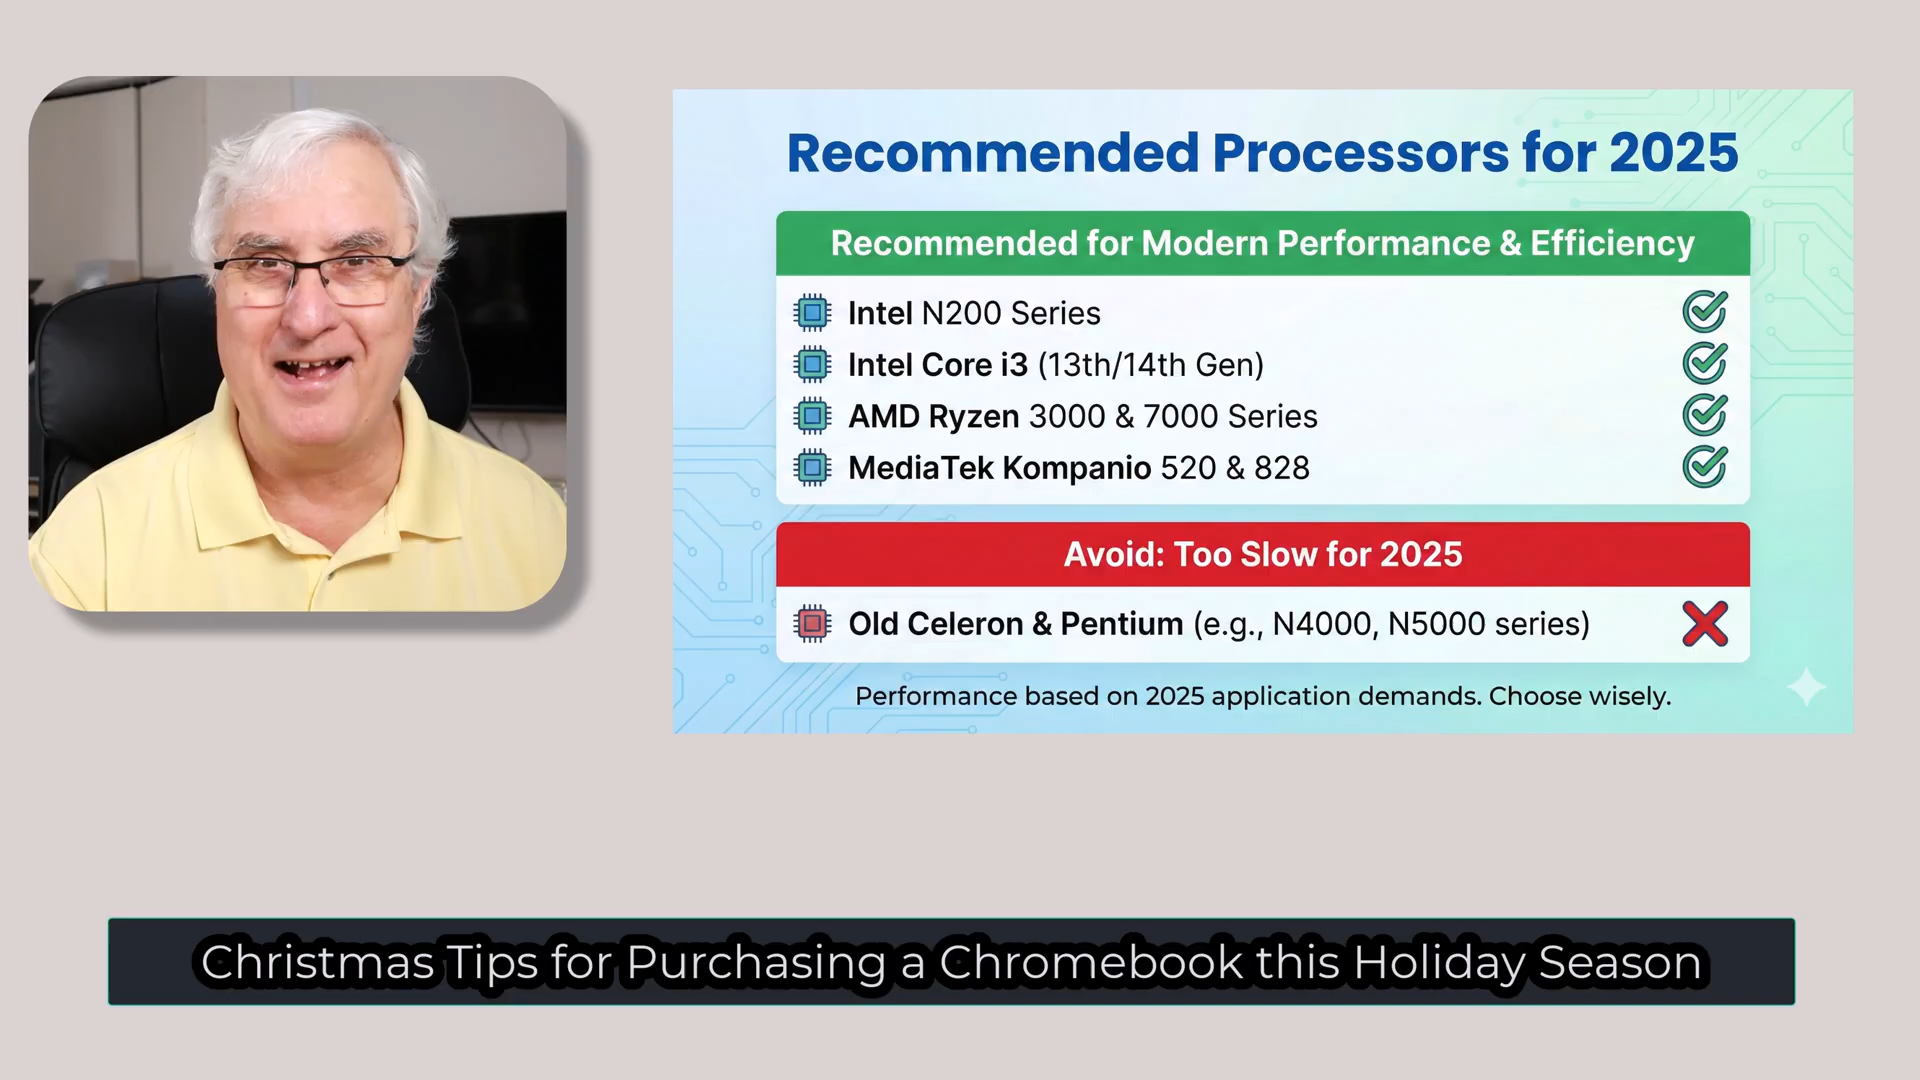 Recommended Processors for 2025
Recommended for Modern Performance & Efficiency
Intel N200 Series
Intel Core i3 (13th/14th Gen)
AMD Ryzen 3000 & 7000 Series
MediaTek Kompanio 520 & 828
Avoid: Too Slow for 2025
Old Celeron & Pentium (e.g., N4000, N5000 series)
Performance based on 2025 application demands. Choose wisely.
Christmas Tips for Purchasing a Chromebook this Holiday Season